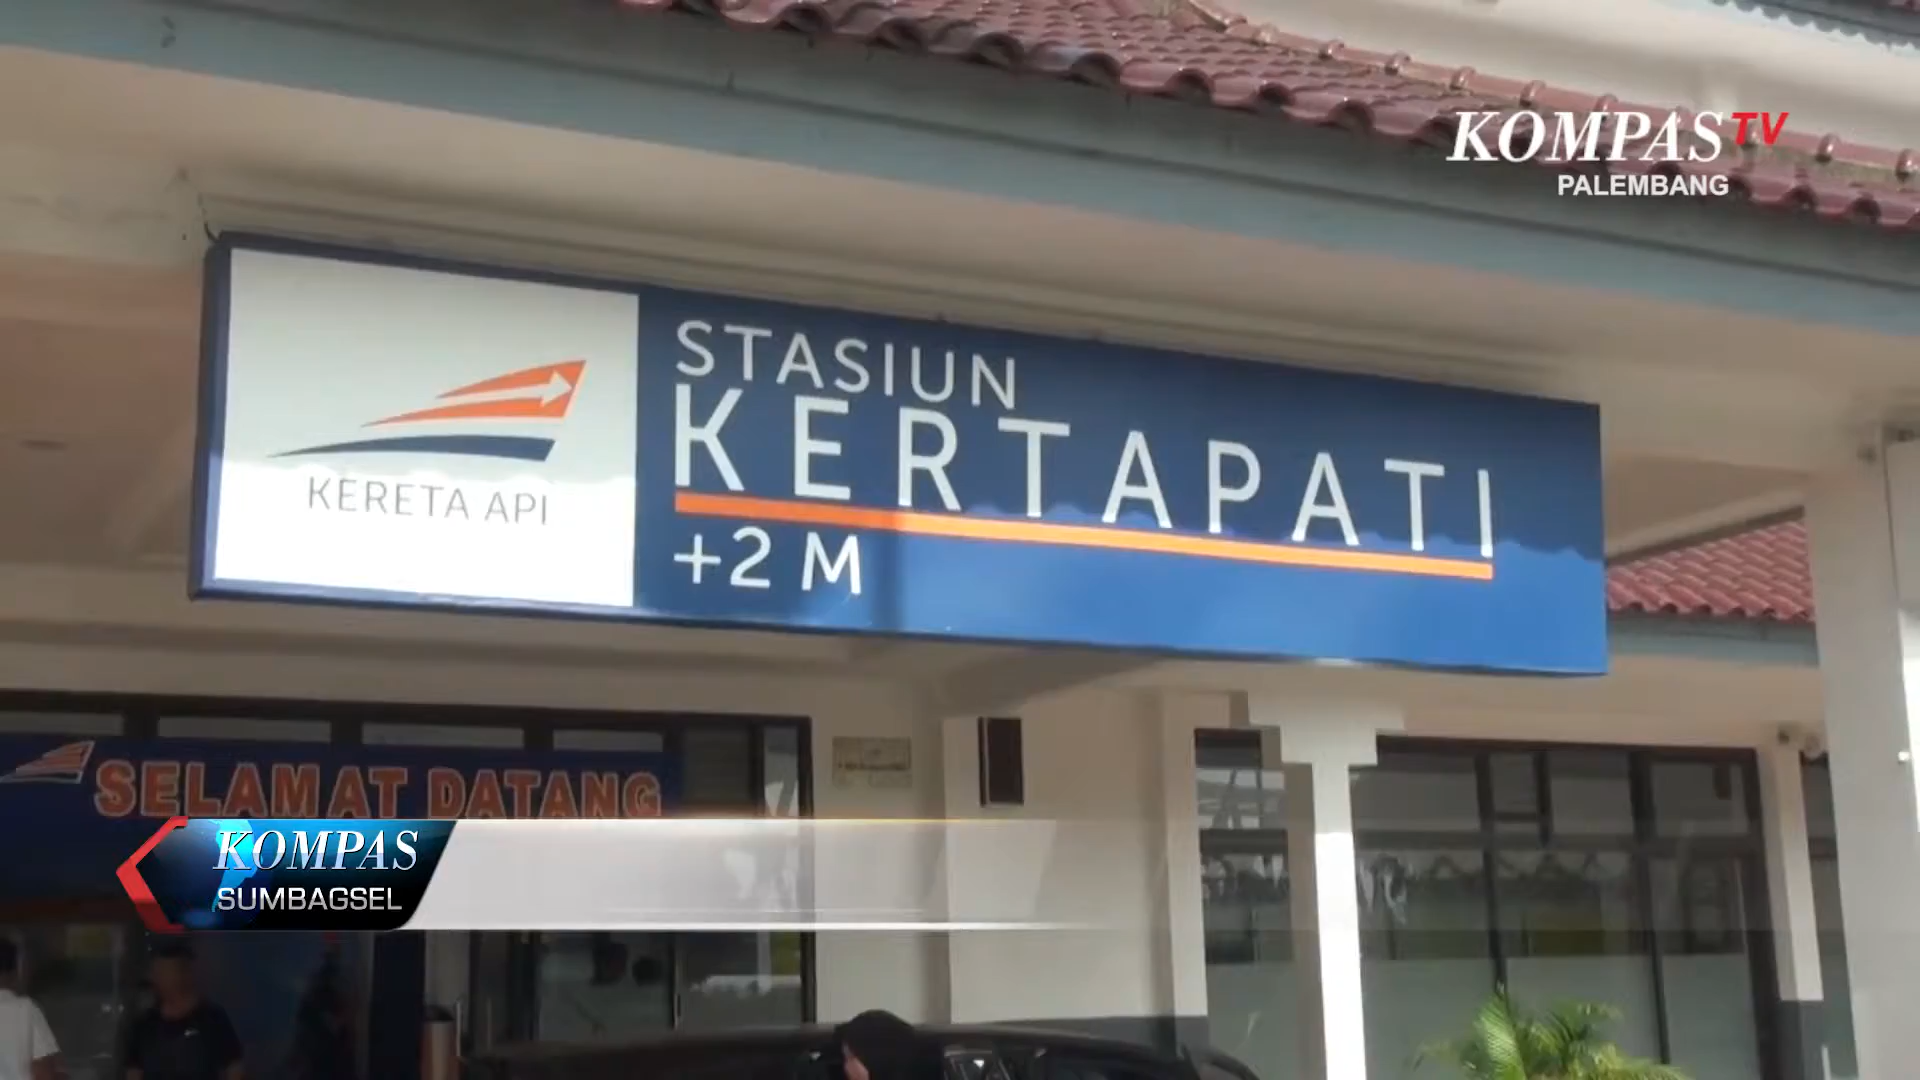 KOMPAS TV
PALEMBANG
STASIUN
KERTAPATI
+2 M
KERETA API
SELAMAT DATANG
KOMPAS
SUMBAGSEL